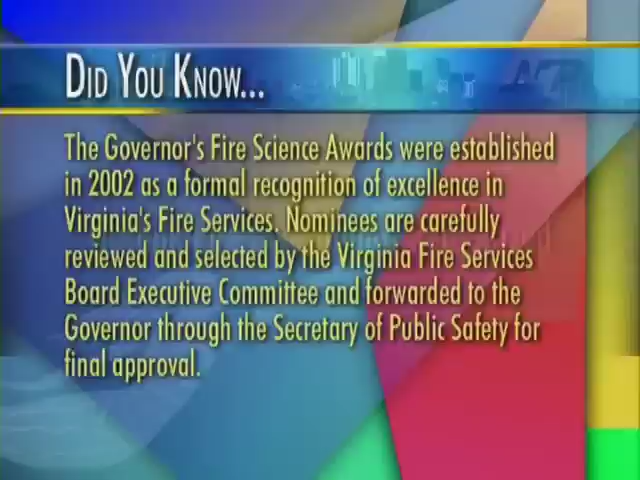 Did You Know...
The Governor's Fire Science Awards were established
in 2002 as a formal recognition of excellence in
Virginia's Fire Services. Nominees are carefully
reviewed and selected by the Virginia Fire Services
Board Executive Committee and forwarded to the
Governor through the Secretary of Public Safety for
final approval.